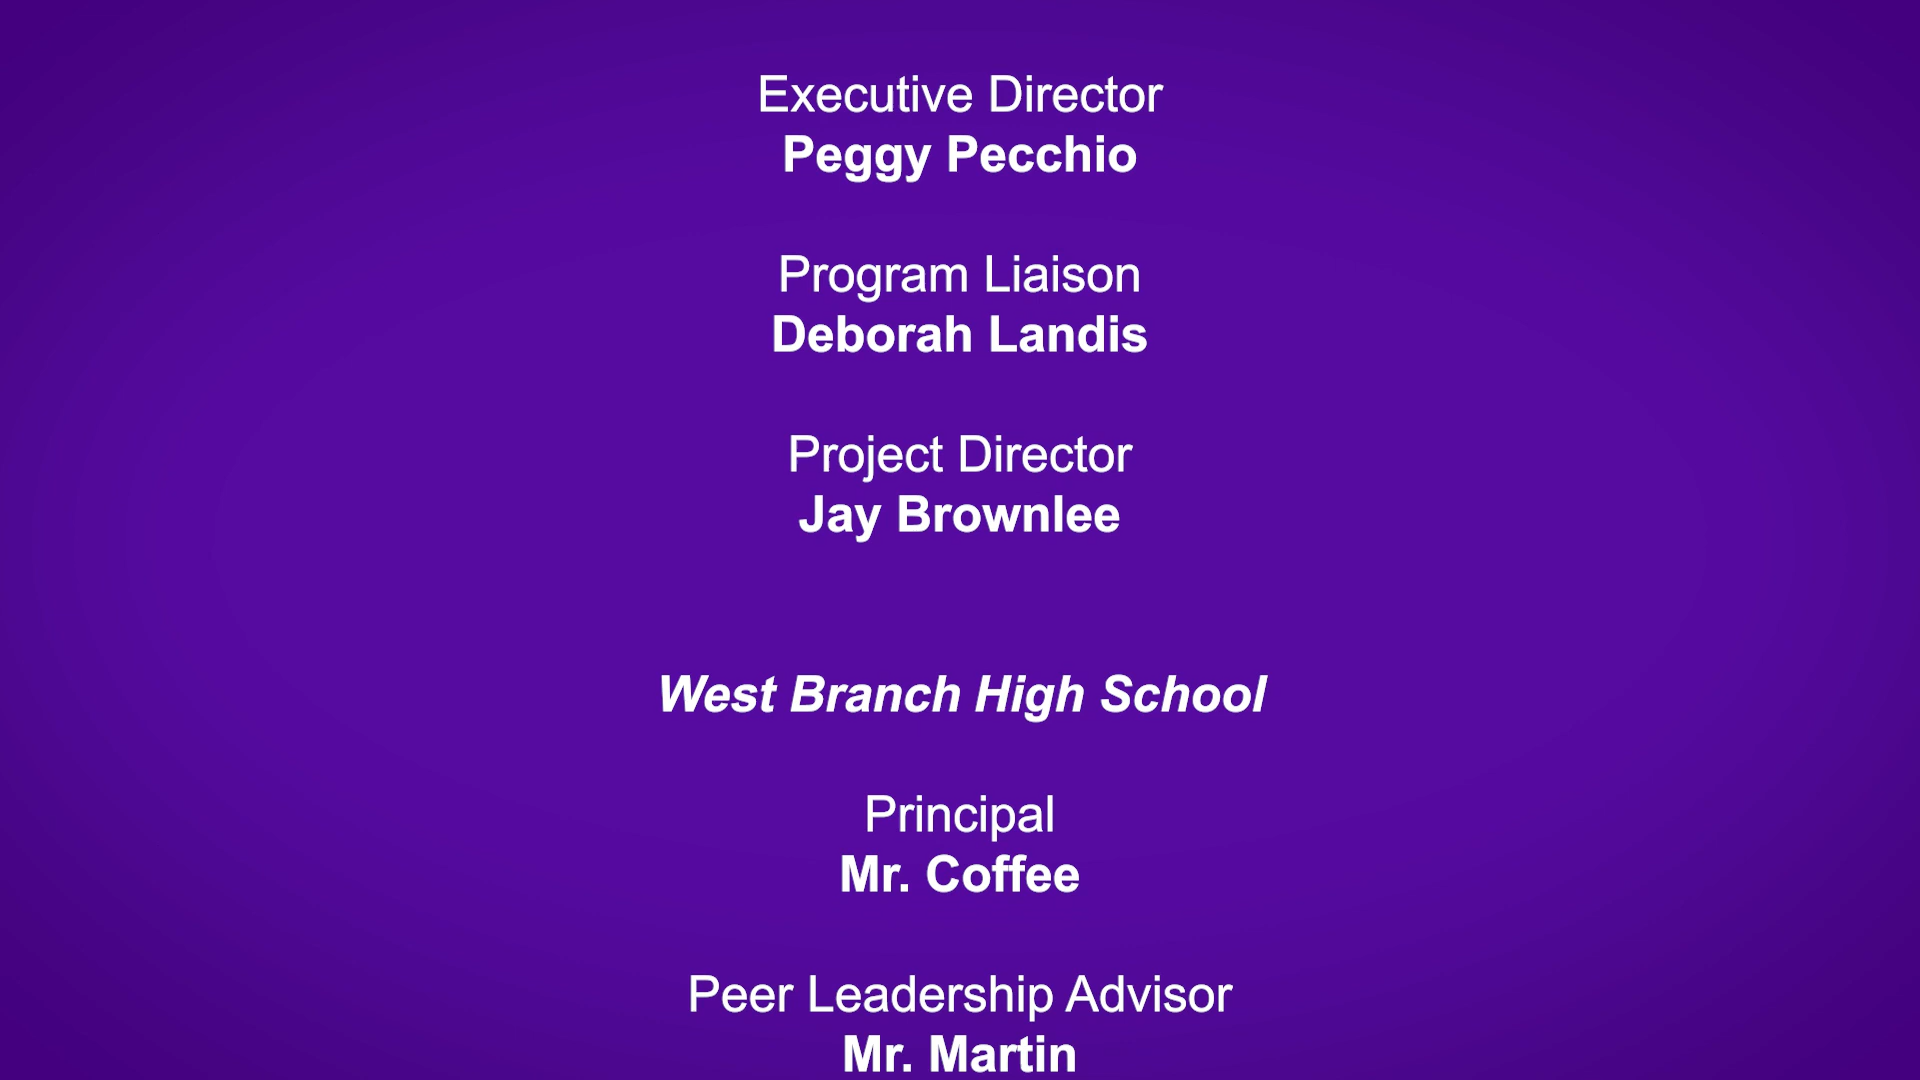 Executive Director
Peggy Pecchio
Program Liaison
Deborah Landis
Project Director
Jay Brownlee
West Branch High School
Principal
Mr. Coffee
Peer Leadership Advisor
Mr. Martin